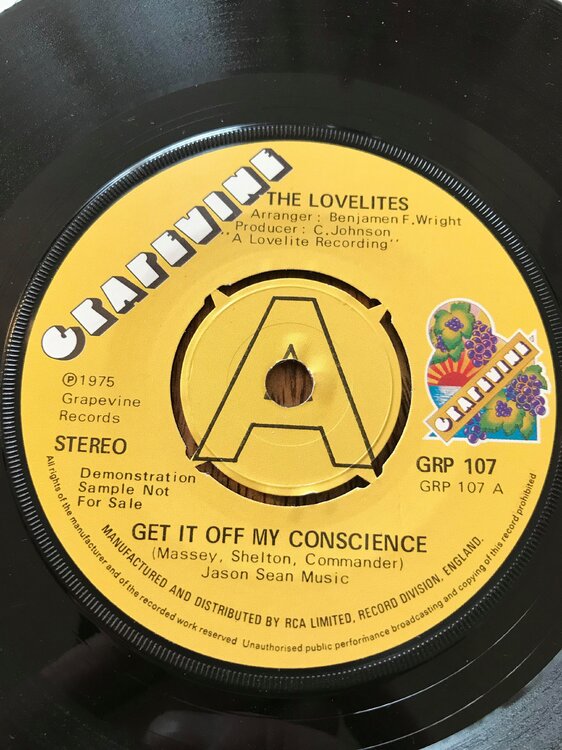 GRAPEVINE
THE LOVELITES
Arranger: Benjamen F. Wright
Producer: C. Johnson
"A Lovelite Recording"
A
GRAPEVINE
℗1975
Grapevine
Records
STEREO
Demonstration
Sample Not
For Sale
GRP 107
GRP 107 A
GET IT OFF MY CONSCIENCE
(Massey, Shelton, Commander)
Jason Sean Music
MANUFACTURED AND DISTRIBUTED BY RCA LIMITED, RECORD DIVISION, ENGLAND.
All rights of the manufacturer and of the recorded work reserved Unauthorised public performance broadcasting and copying of this record prohibited